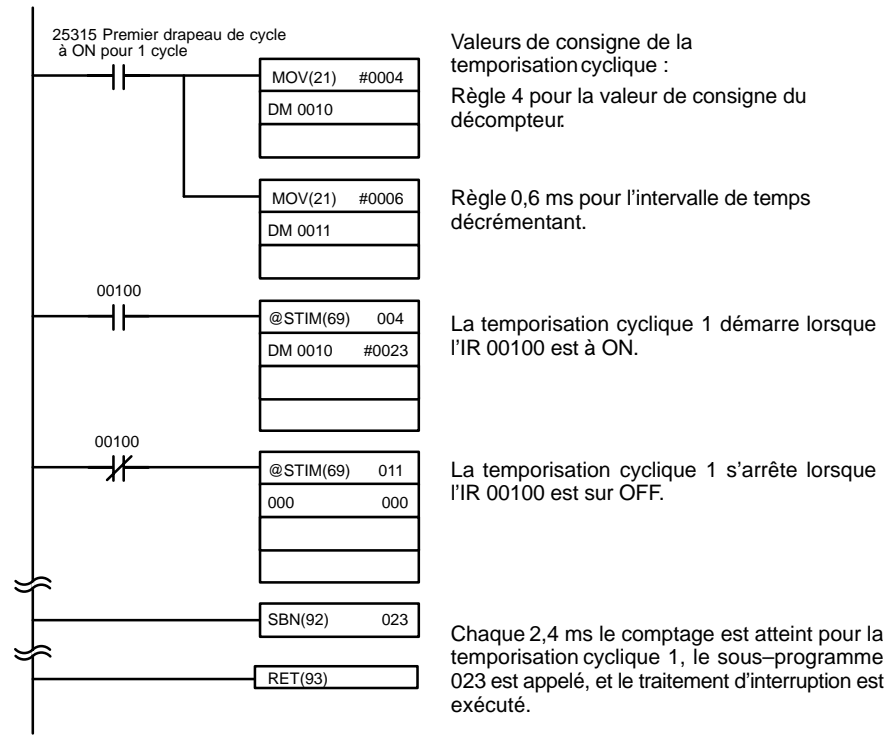 25315 Premier drapeau de cycle
à ON pour 1 cycle
MOV(21) #0004
DM 0010
Valeurs de consigne de la
temporisation cyclique :
Règle 4 pour la valeur de consigne du
décompteur.
MOV(21) #0006
DM 0011
Règle 0,6 ms pour l'intervalle de temps
décrémentant.
00100
@STIM(69) 004
DM 0010 #0023
La temporisation cyclique 1 démarre lorsque
l'IR 00100 est à ON.
00100
@STIM(69) 011
000 000
La temporisation cyclique 1 s'arrête lorsque
l'IR 00100 est sur OFF.
SBN(92) 023
RET(93)
Chaque 2,4 ms le comptage est atteint pour la
temporisation cyclique 1, le sous–programme
023 est appelé, et le traitement d'interruption est
exécuté.